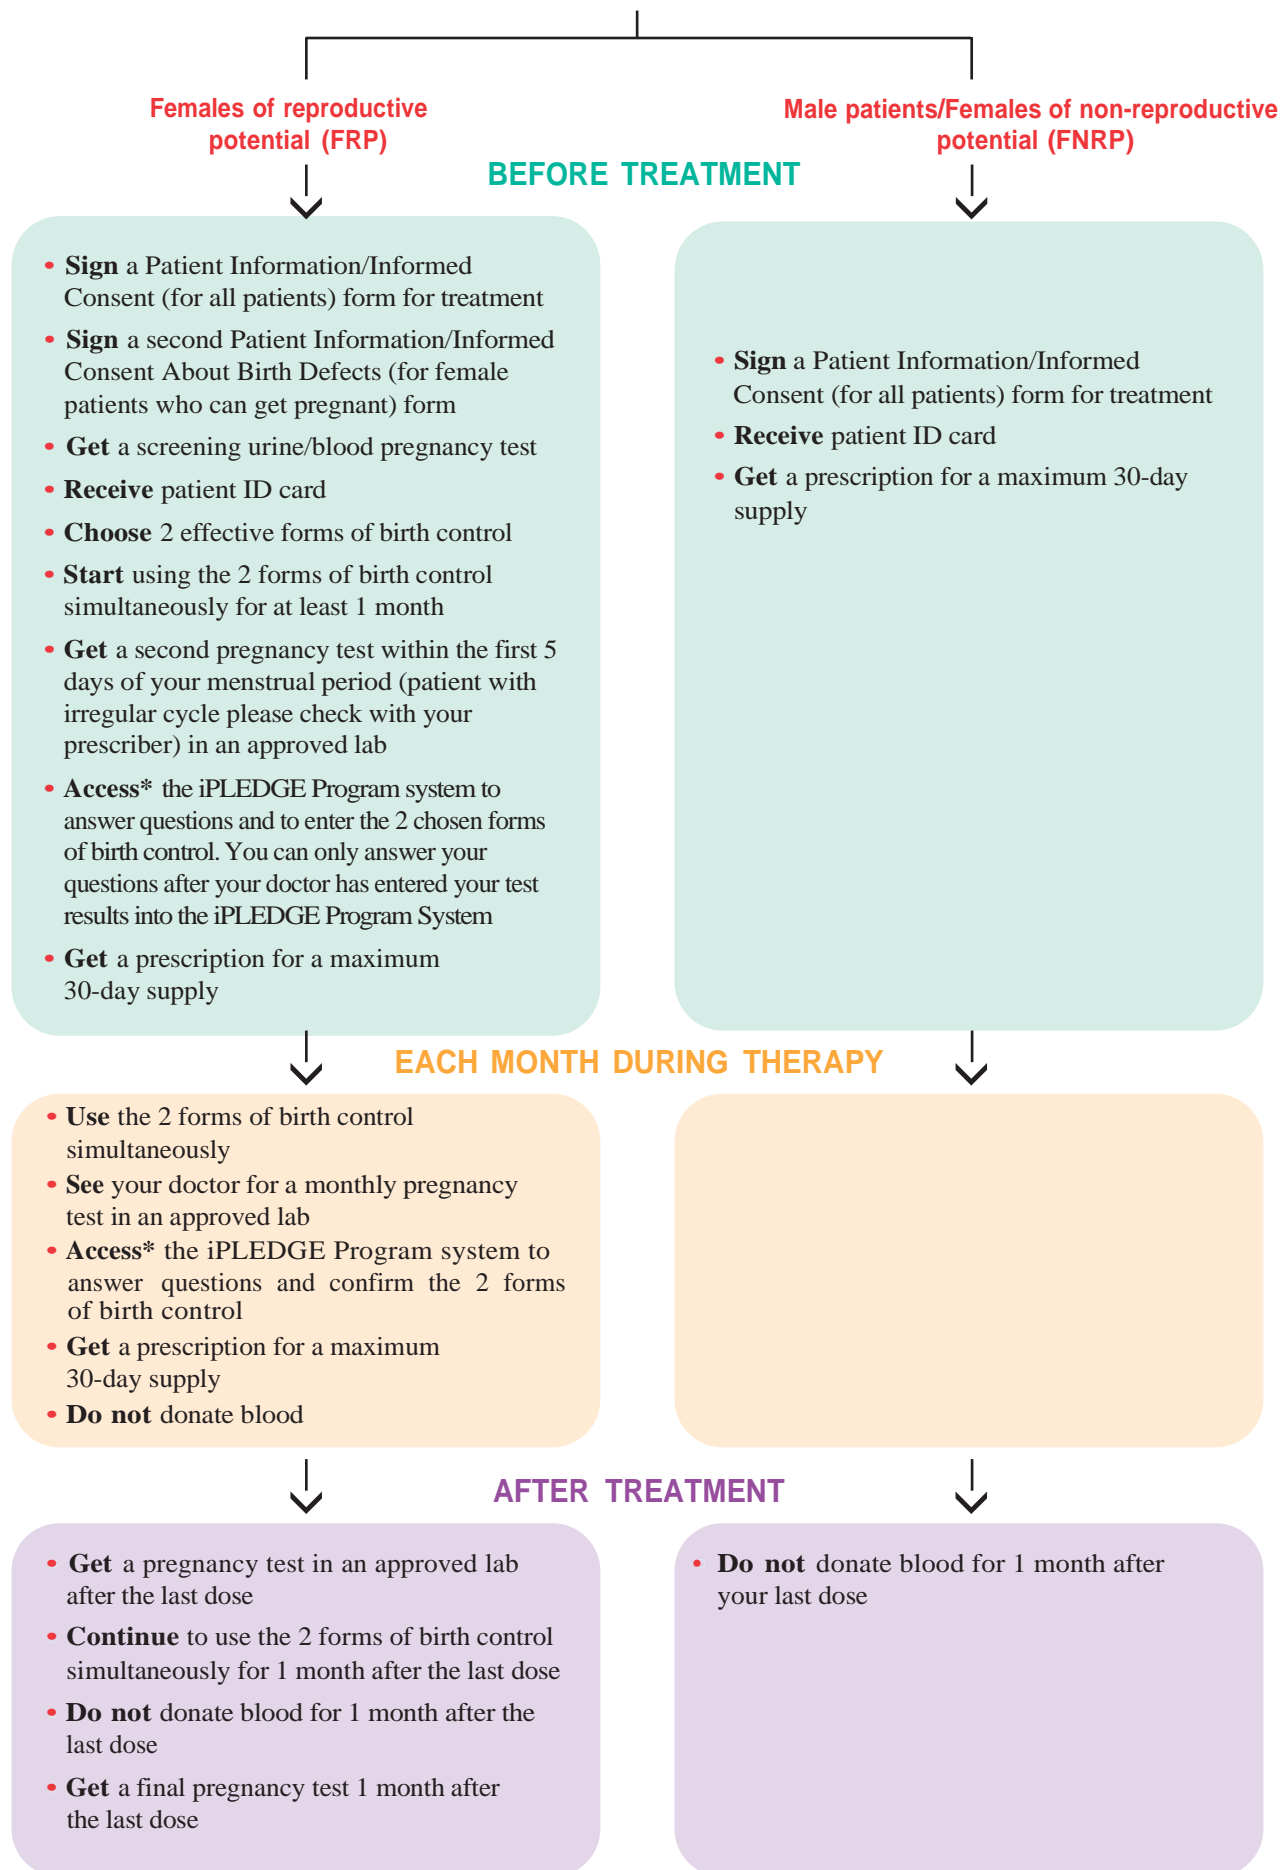 Females of reproductive
potential (FRP)
Male patients/Females of non-reproductive
potential (FNRP)
BEFORE TREATMENT
• Sign a Patient Information/Informed
Consent (for all patients) form for treatment
• Sign a second Patient Information/Informed
Consent About Birth Defects (for female
patients who can get pregnant) form
• Get a screening urine/blood pregnancy test
• Receive patient ID card
• Choose 2 effective forms of birth control
• Start using the 2 forms of birth control
simultaneously for at least 1 month
• Get a second pregnancy test within the first 5
days of your menstrual period (patient with
irregular cycle please check with your
prescriber) in an approved lab
• Access* the iPLEDGE Program system to
answer questions and to enter the 2 chosen forms
of birth control. You can only answer your
questions after your doctor has entered your test
results into the iPLEDGE Program System
• Get a prescription for a maximum
30-day supply
• Sign a Patient Information/Informed
Consent (for all patients) form for treatment
• Receive patient ID card
• Get a prescription for a maximum 30-day
supply
EACH MONTH DURING THERAPY
• Use the 2 forms of birth control
simultaneously
• See your doctor for a monthly pregnancy
test in an approved lab
• Access* the iPLEDGE Program system to
answer questions and confirm the 2 forms
of birth control
• Get a prescription for a maximum
30-day supply
• Do not donate blood
AFTER TREATMENT
• Get a pregnancy test in an approved lab
after the last dose
• Continue to use the 2 forms of birth control
simultaneously for 1 month after the last dose
• Do not donate blood for 1 month after the
last dose
• Get a final pregnancy test 1 month after
the last dose
• Do not donate blood for 1 month after
your last dose